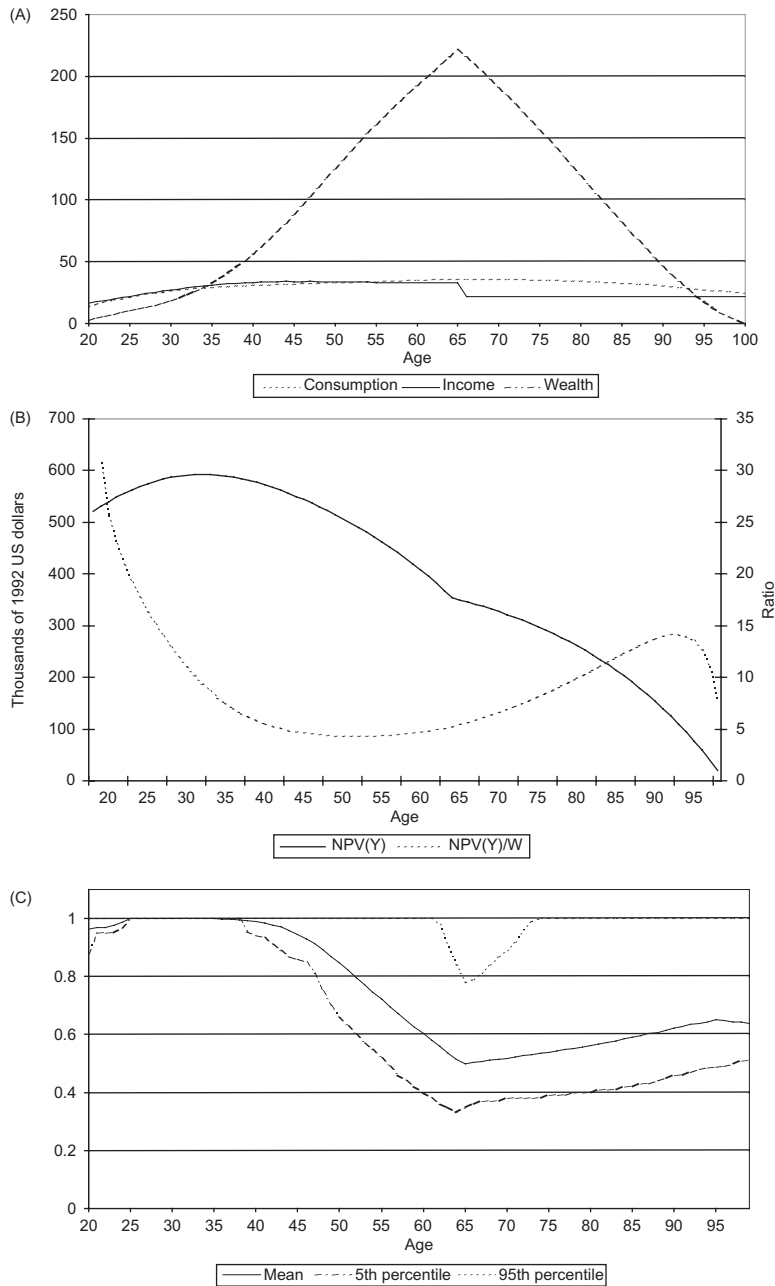 (A)
250
200
150
100
50
0
20 25 30 35 40 45 50 55 60 65 70 75 80 85 90 95 100
Age
Consumption Income Wealth
(B)
700
600
500
400
300
200
100
0
Thousands of 1992 US dollars
35
30
25
20
15
10
5
0
Ratio
20 25 30 35 40 45 50 55 60 65 70 75 80 85 90 95
Age
NPV(Y) NPV(Y)/W
(C)
1
0.8
0.6
0.4
0.2
0
20 25 30 35 40 45 50 55 60 65 70 75 80 85 90 95
Age
Mean 5th percentile 95th percentile